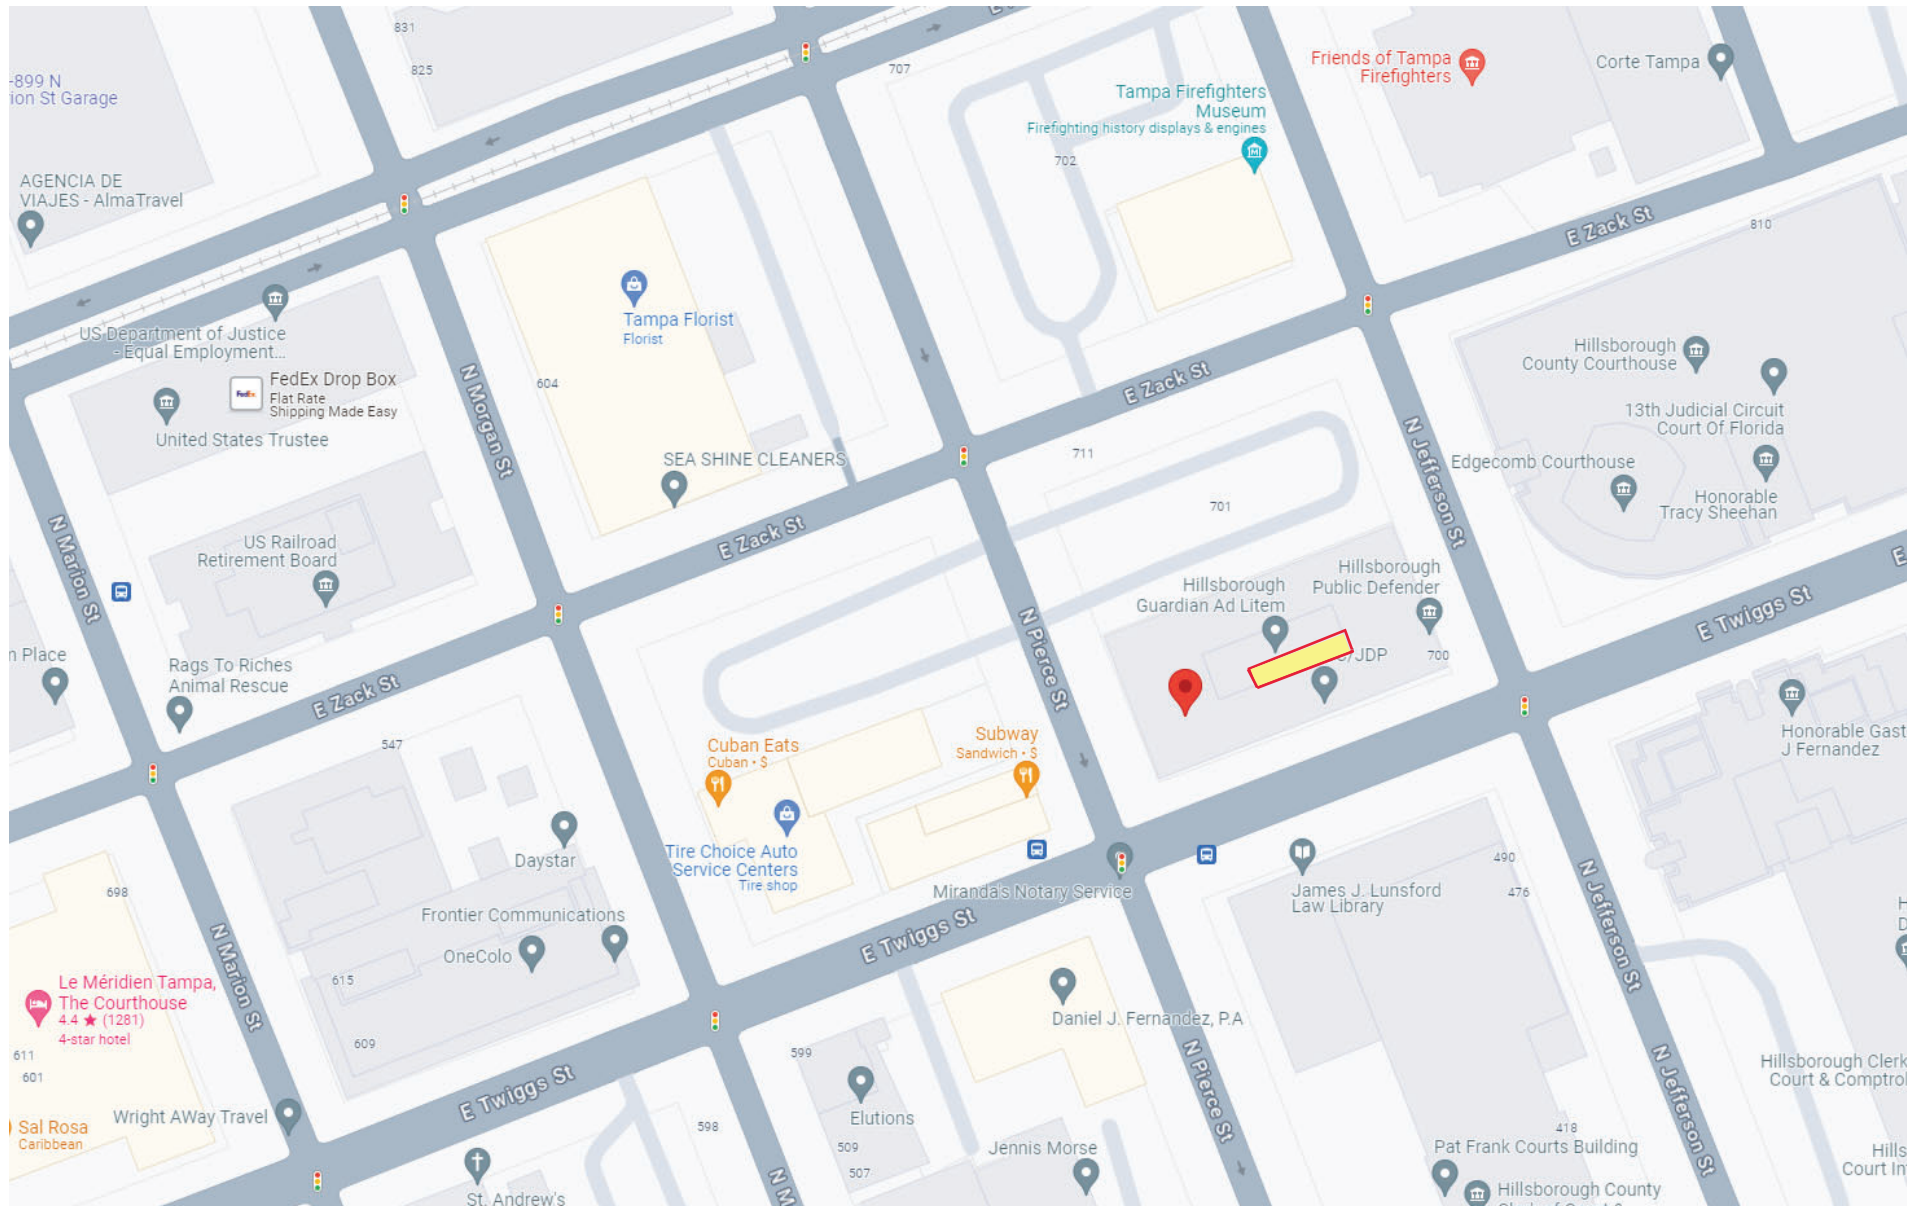 831
825
-899 N
ion St Garage
707
Friends of Tampa
Firefighters
Corte Tampa
Tampa Firefighters
Museum
Firefighting history displays & engines
702
AGENCIA DE
VIAJES - AlmaTravel
E Zack St
810
US Department of Justice
- Equal Employment...
Tampa Florist
Florist
FedEx Drop Box
Flat Rate
Shipping Made Easy
FedEx
604
N Morgan St
United States Trustee
E Zack St
Hillsborough
County Courthouse
13th Judicial Circuit
Court Of Florida
N Jefferson St
SEA SHINE CLEANERS
711
701
Edgecomb Courthouse
Honorable
Tracy Sheehan
N Marion St
US Railroad
Retirement Board
E Zack St
Hillsborough
Guardian Ad Litem
Hillsborough
Public Defender
E
E Twiggs St
N Pierce St
n Place
Rags To Riches
Animal Rescue
E Zack St
/JDP
700
547
Cuban Eats
Cuban • $
Subway
Sandwich • $
Honorable Gast
J Fernandez
Daystar
Tire Choice Auto
Service Centers
Tire shop
Miranda's Notary Service
James J. Lunsford
Law Library
490
476
N Jefferson St
698
Frontier Communications
OneColo
E Twiggs St
H
D
N Marion St
615
Le Méridien Tampa,
The Courthouse
4.4 ★ (1281)
4-star hotel
Daniel J. Fernandez, P.A
611
601
609
599
E Twiggs St
N Pierce St
N Jefferson St
Hillsborough Clerk
Court & Comptrol
Sal Rosa
Caribbean
Wright AWay Travel
Elutions
598
509
507
Jennis Morse
418
Pat Frank Courts Building
Hills
Court In
St. Andrew's
N M
Hillsborough County